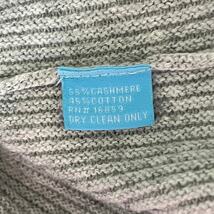 55%CASHMERE
45%COTTON
RN# 16859
DRY CLEAN ONLY